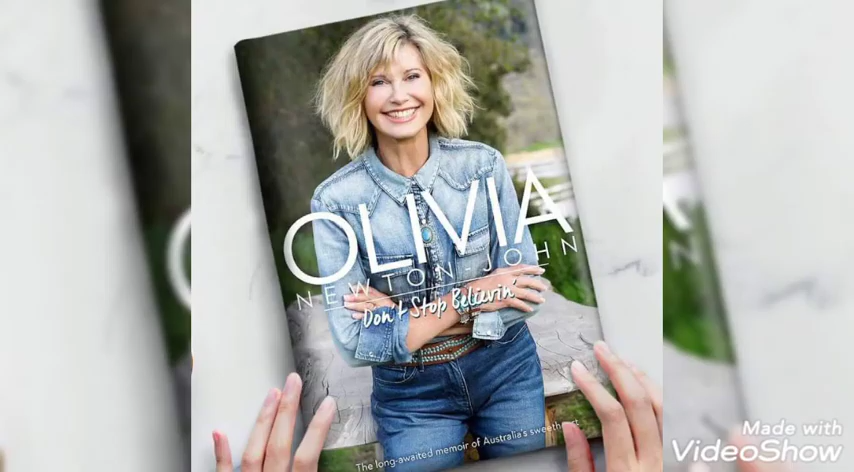 OLIVIA
NEWTON-JOHN
Don't Stop Believin'
The long-awaited memoir of Australia's sweetheart
Made with
VideoShow